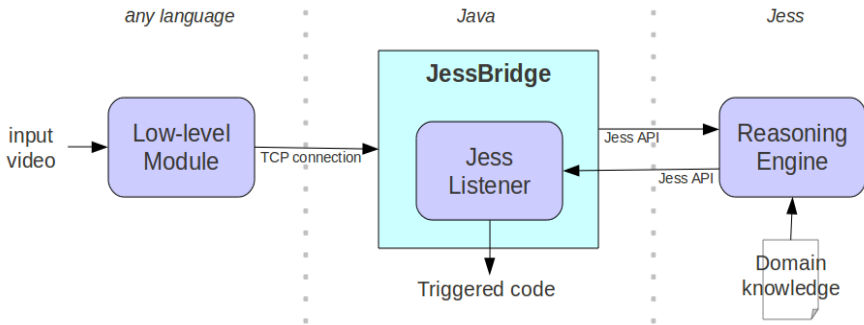 any language
Java
Jess
JessBridge
input
video
Low-level
Module
TCP connection
Jess
Listener
Jess API
Jess API
Reasoning
Engine
Triggered code
Domain
knowledge